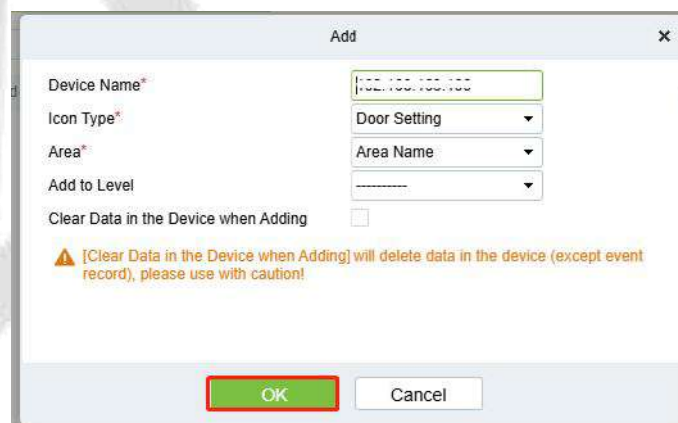 Add
Device Name*
Icon Type* Door Setting
Area* Area Name
Add to Level ----------
Clear Data in the Device when Adding
[Clear Data in the Device when Adding] will delete data in the device (except event
record), please use with caution!
OK Cancel